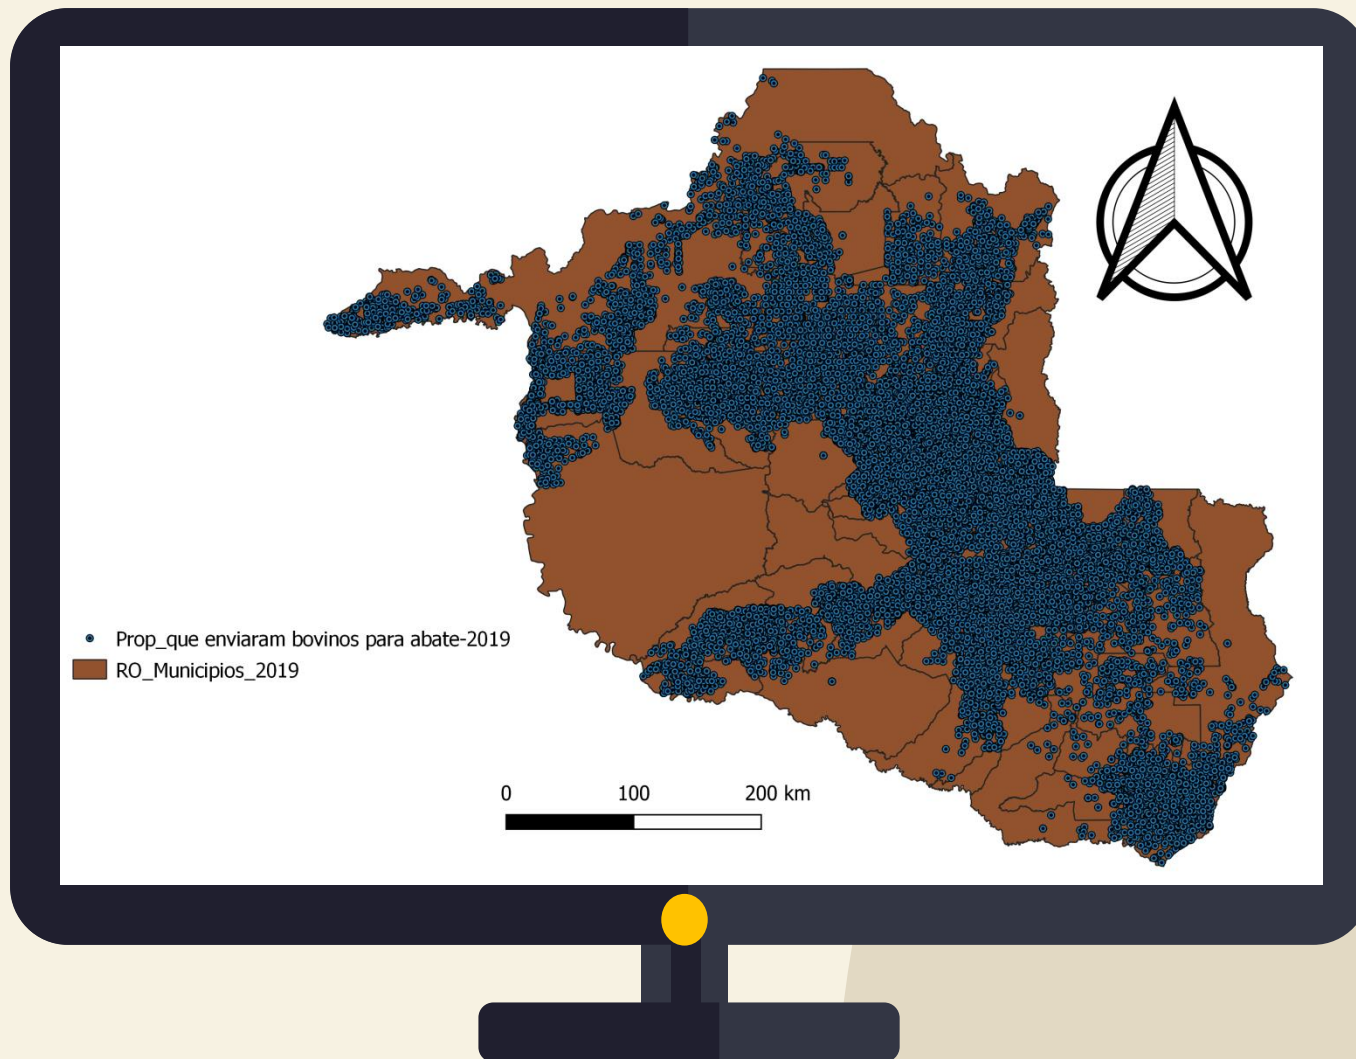 Prop_que enviaram bovinos para abate-2019
RO_Municipios_2019
0 100 200 km